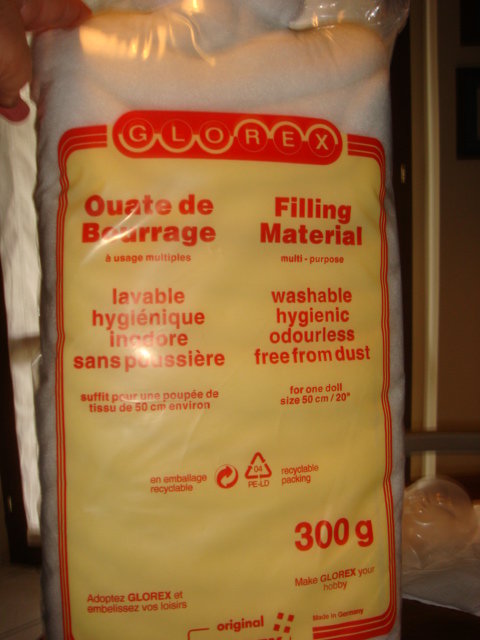 GLOREX
Ouate de
Bourrage
à usage multiples
lavable
hygiénique
inodore
sans poussière
suffit pour une poupée de
tissu de 50 cm environ
Filling
Material
multi - purpose
washable
hygienic
odourless
free from dust
for one doll
size 50 cm / 20"
en emballage
recyclable
04
PE-LD
recyclable
packing
300 g
Adoptez GLOREX et
embelissez vos loisirs
Make GLOREX your
hobby
original
Made in Germany